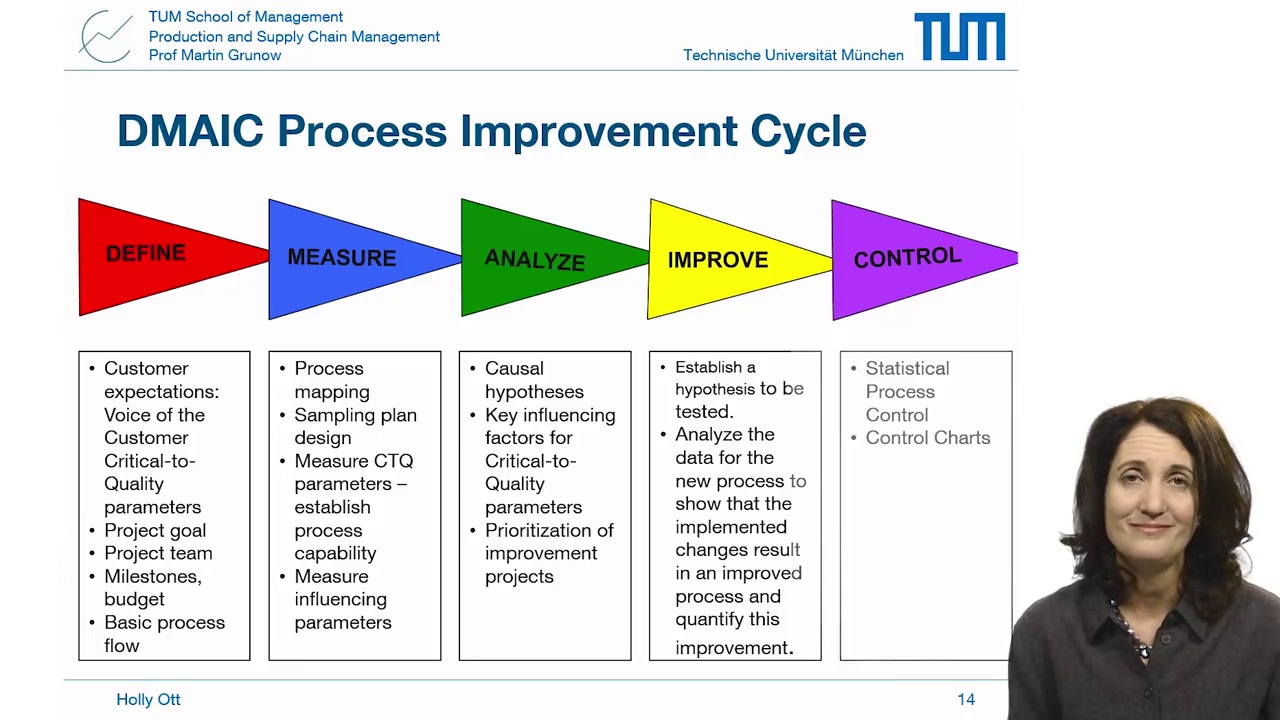 TUM School of Management
Production and Supply Chain Management
Prof Martin Grunow
Technische Universität München
TUM
DMAIC Process Improvement Cycle
DEFINE
MEASURE
ANALYZE
IMPROVE
CONTROL
• Customer
expectations:
Voice of the
Customer
Critical-to-
Quality
parameters
• Project goal
• Project team
• Milestones,
budget
• Basic process
flow
• Process
mapping
• Sampling plan
design
• Measure CTQ
parameters –
establish
process
capability
• Measure
influencing
parameters
• Causal
hypotheses
• Key influencing
factors for
Critical-to-
Quality
parameters
• Prioritization of
improvement
projects
• Establish a
hypothesis to be
tested.
• Analyze the
data for the
new process to
show that the
implemented
changes result
in an improved
process and
quantify this
improvement.
• Statistical
Process
Control
• Control Charts
Holly Ott
14